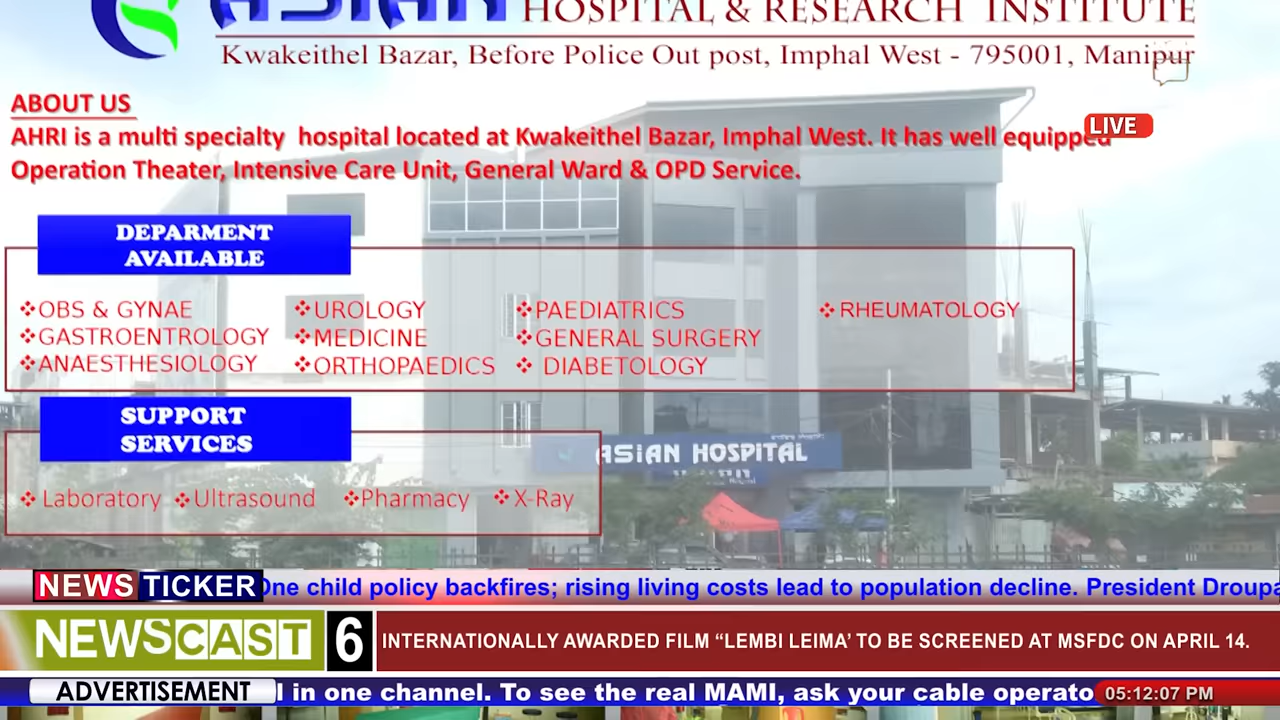 ASIAN HOSPITAL & RESEARCH INSTITUTE
Kwakeithel Bazar, Before Police Out post, Imphal West - 795001, Manipur
ABOUT US
LIVE
AHRI is a multi specialty hospital located at Kwakeithel Bazar, Imphal West. It has well equipped
Operation Theater, Intensive Care Unit, General Ward & OPD Service.
DEPARMENT
AVAILABLE
❖OBS & GYNAE ❖UROLOGY ❖PAEDIATRICS ❖RHEUMATOLOGY
❖GASTROENTROLOGY ❖MEDICINE ❖GENERAL SURGERY
❖ANAESTHESIOLOGY ❖ORTHOPAEDICS ❖ DIABETOLOGY
SUPPORT
SERVICES
ASIAN HOSPITAL
❖ Laboratory ❖Ultrasound ❖Pharmacy ❖X-Ray
NEWS TICKER One child policy backfires; rising living costs lead to population decline. President Droupa
NEWSCAST 6 INTERNATIONALLY AWARDED FILM “LEMBI LEIMA’ TO BE SCREENED AT MSFDC ON APRIL 14.
ADVERTISEMENT l in one channel. To see the real MAMI, ask your cable operato 05:12:07 PM